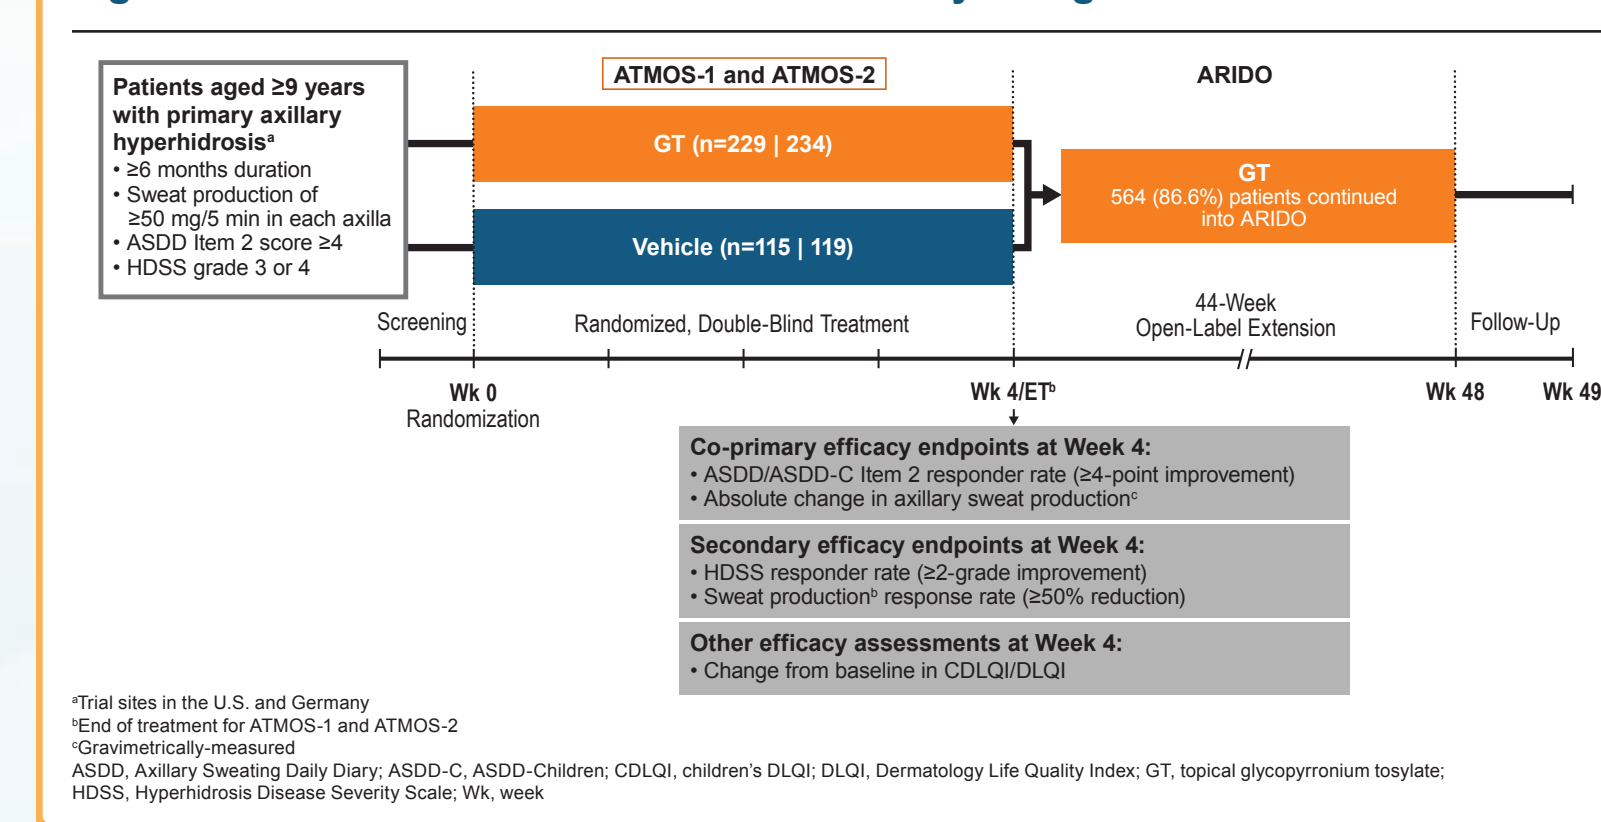 Patients aged ≥9 years
with primary axillary
hyperhidrosisᵃ
• ≥6 months duration
• Sweat production of
≥50 mg/5 min in each axilla
• ASDD Item 2 score ≥4
• HDSS grade 3 or 4
ATMOS-1 and ATMOS-2
ARIDO
GT (n=229 | 234)
Vehicle (n=115 | 119)
GT
564 (86.6%) patients continued
into ARIDO
Screening
Randomized, Double-Blind Treatment
44-Week
Open-Label Extension
Follow-Up
Wk 0
Randomization
Wk 4/ETᵇ
Wk 48
Wk 49
Co-primary efficacy endpoints at Week 4:
• ASDD/ASDD-C Item 2 responder rate (≥4-point improvement)
• Absolute change in axillary sweat productionᶜ
Secondary efficacy endpoints at Week 4:
• HDSS responder rate (≥2-grade improvement)
• Sweat productionᵇ response rate (≥50% reduction)
Other efficacy assessments at Week 4:
• Change from baseline in CDLQI/DLQI
ᵃTrial sites in the U.S. and Germany
ᵇEnd of treatment for ATMOS-1 and ATMOS-2
ᶜGravimetrically-measured
ASDD, Axillary Sweating Daily Diary; ASDD-C, ASDD-Children; CDLQI, children’s DLQI; DLQI, Dermatology Life Quality Index; GT, topical glycopyrronium tosylate;
HDSS, Hyperhidrosis Disease Severity Scale; Wk, week